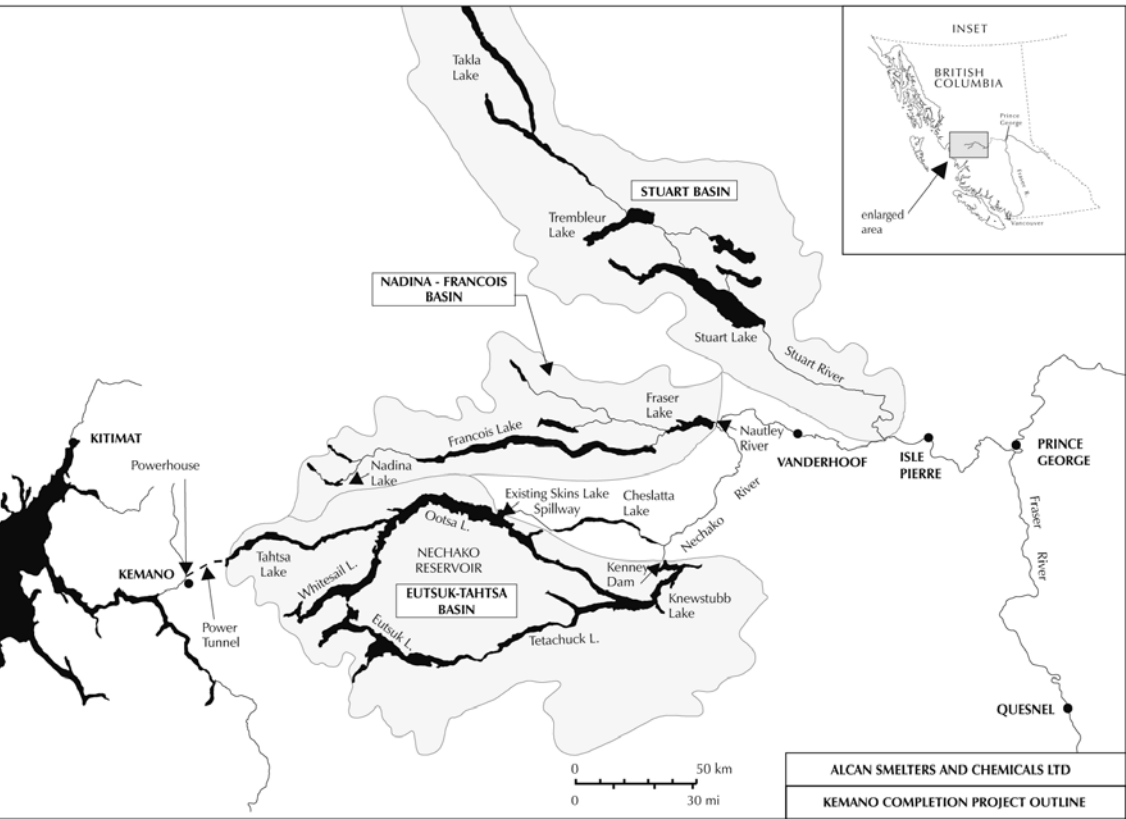 INSET
BRITISH
COLUMBIA
Prince
George
Fraser R.
Vancouver
enlarged
area
Takla
Lake
STUART BASIN
Trembleur
Lake
NADINA - FRANCOIS
BASIN
Stuart Lake
Stuart River
Fraser
Lake
Francois Lake
Nautley
River
Nadina
Lake
KITIMAT
Powerhouse
VANDERHOOF
ISLE
PIERRE
PRINCE
GEORGE
Existing Skins Lake
Spillway
Cheslatta
Lake
Nechako
River
Ootsa L.
Fraser
River
Tahtsa
Lake
NECHAKO
RESERVOIR
Kenney
Dam
KEMANO
Whitesail L.
EUTSUK-TAHTSA
BASIN
Knewstubb
Lake
Power
Tunnel
Eutsuk L.
Tetachuck L.
QUESNEL
0 50 km
0 30 mi
ALCAN SMELTERS AND CHEMICALS LTD
KEMANO COMPLETION PROJECT OUTLINE